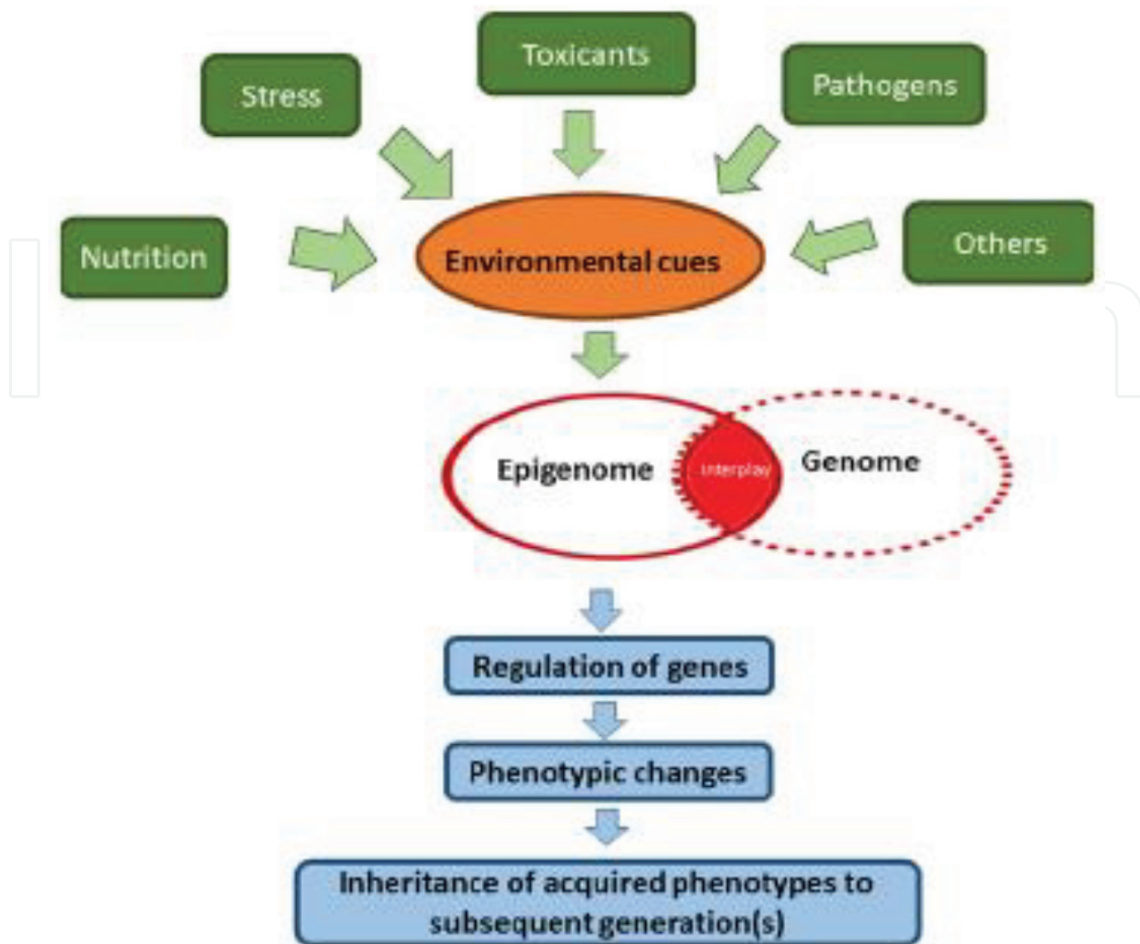 Toxicants
Stress
Pathogens
Nutrition
Environmental cues
Others
Epigenome
interplay
Genome
Regulation of genes
Phenotypic changes
Inheritance of acquired phenotypes to
subsequent generation(s)